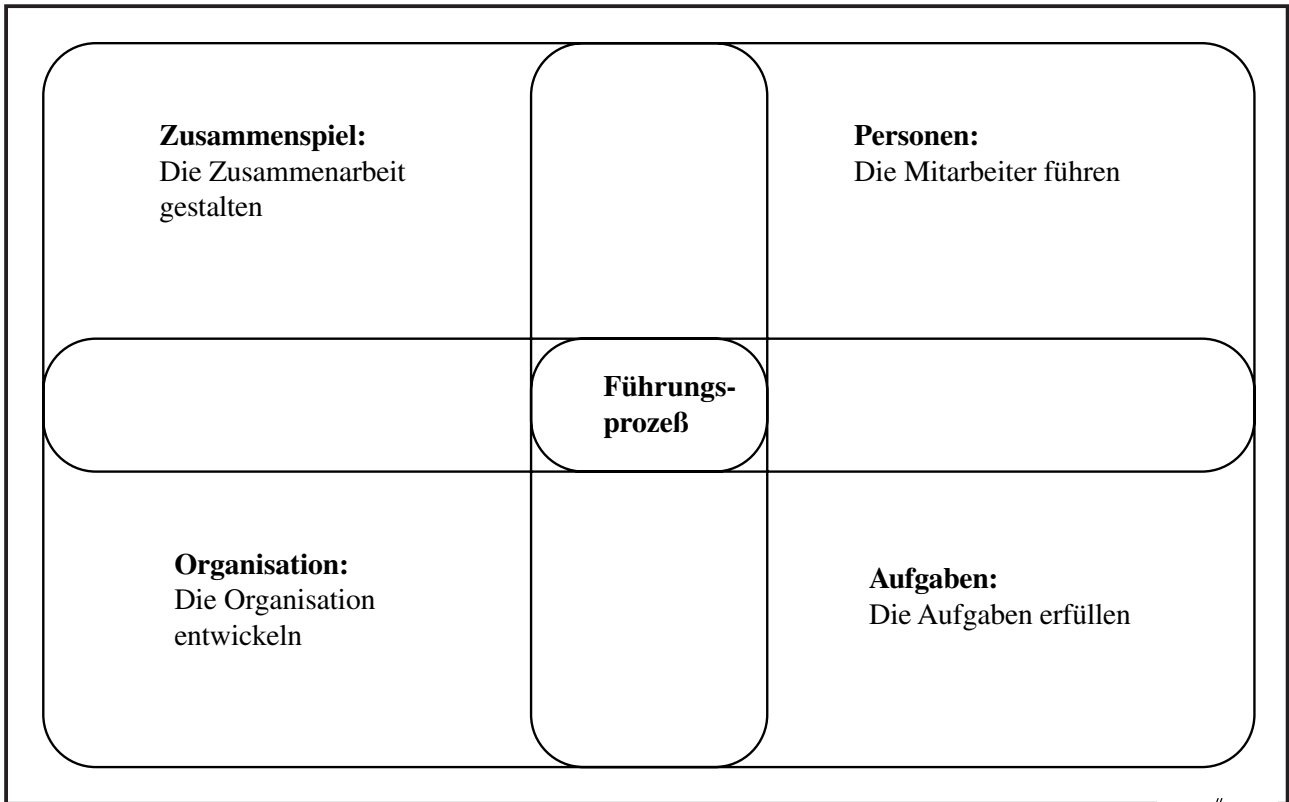 Zusammenspiel:
Die Zusammenarbeit
gestalten
Personen:
Die Mitarbeiter führen
Führungs-
prozeß
Organisation:
Die Organisation
entwickeln
Aufgaben:
Die Aufgaben erfüllen